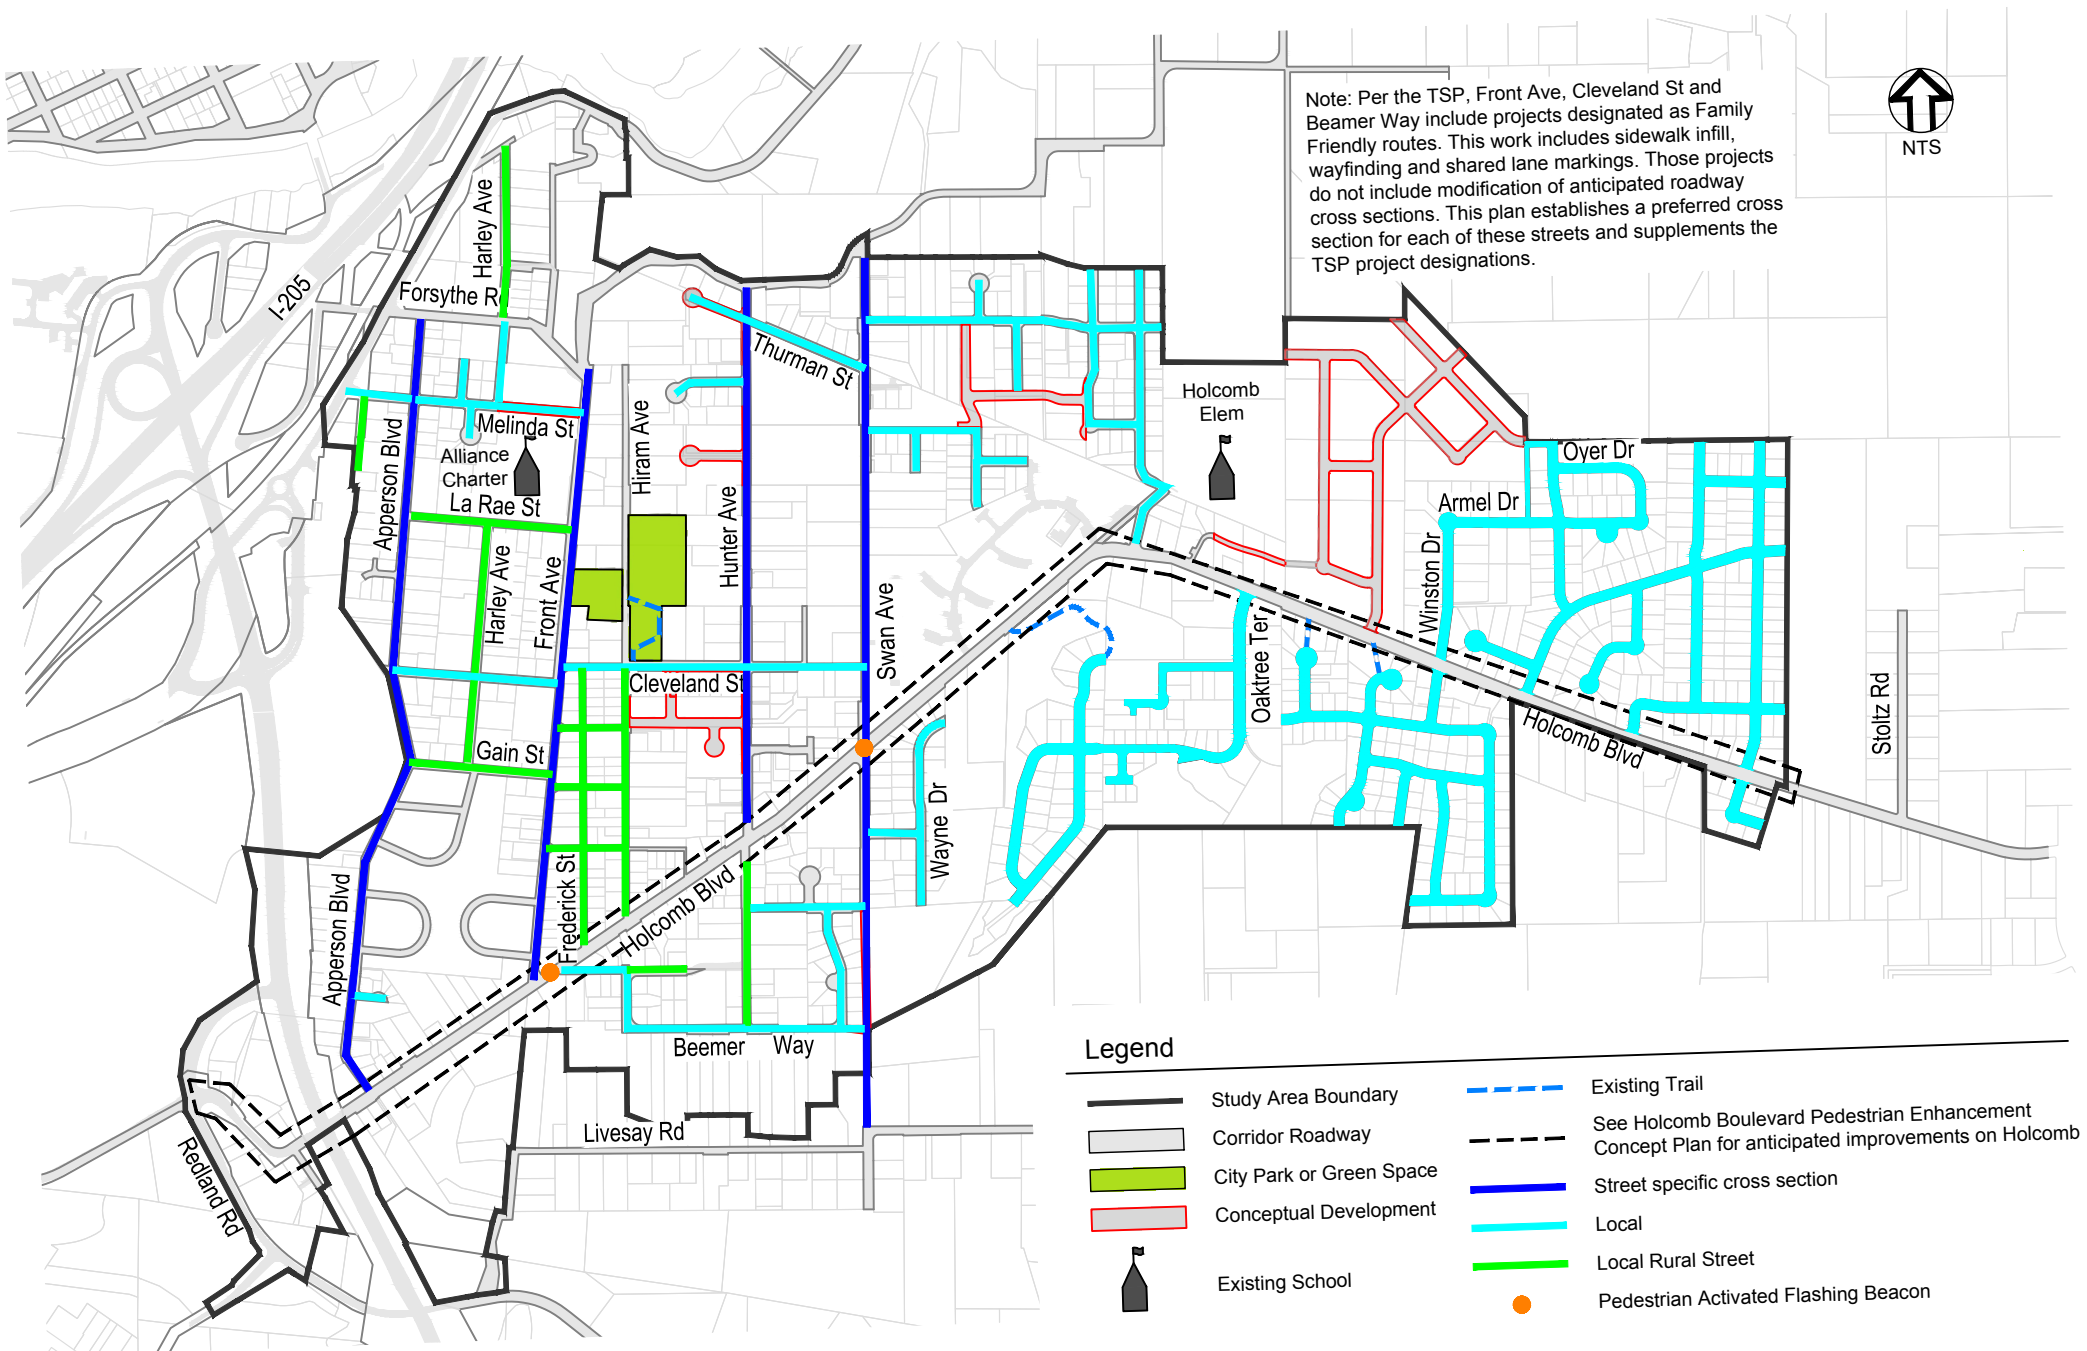 Note: Per the TSP, Front Ave, Cleveland St and
Beamer Way include projects designated as Family
Friendly routes. This work includes sidewalk infill,
wayfinding and shared lane markings. Those projects
do not include modification of anticipated roadway
cross sections. This plan establishes a preferred cross
section for each of these streets and supplements the
TSP project designations.
NTS
I-205
Harley Ave
Forsythe R
Thurman St
Melinda St
Apperson Blvd
Alliance
Charter
La Rae St
Hiram Ave
Hunter Ave
Holcomb
Elem
Oyer Dr
Armel Dr
Winston Dr
Harley Ave
Front Ave
Swan Ave
Oaktree Ter
Cleveland St
Gain St
Stoltz Rd
Holcomb Blvd
Wayne Dr
Frederick St
Holcomb Blvd
Apperson Blvd
Beemer Way
Livesay Rd
Redland Rd
Legend
Study Area Boundary
Corridor Roadway
City Park or Green Space
Conceptual Development
Existing School
Existing Trail
See Holcomb Boulevard Pedestrian Enhancement
Concept Plan for anticipated improvements on Holcomb
Street specific cross section
Local
Local Rural Street
Pedestrian Activated Flashing Beacon